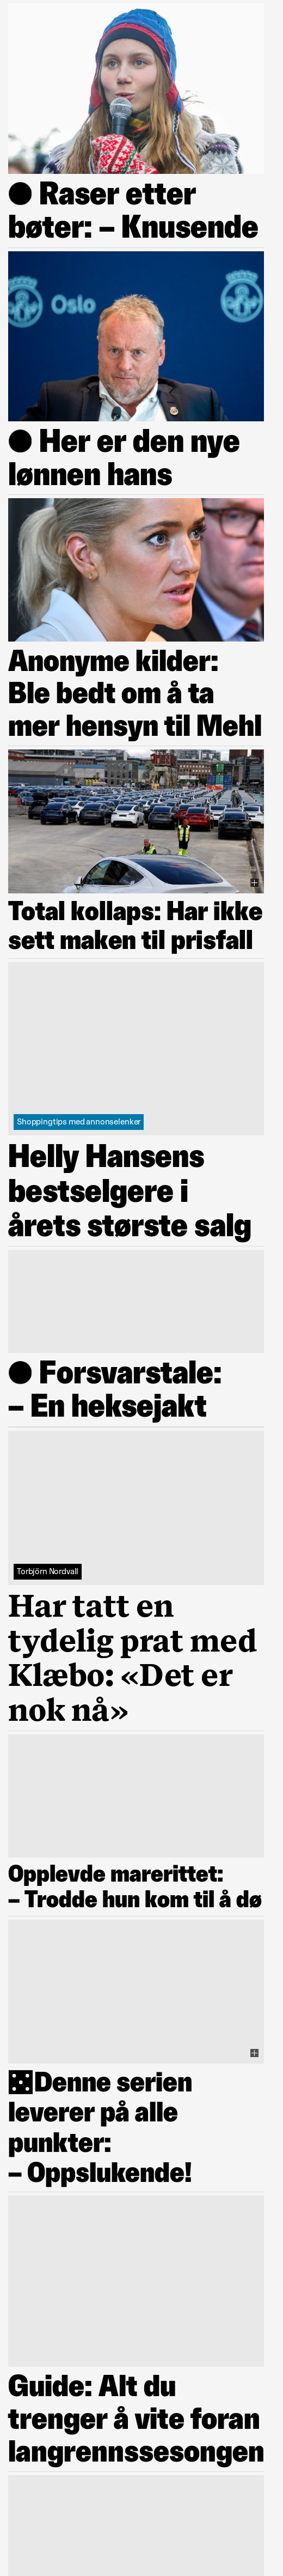 ● Raser etter
bøter: – Knusende
Oslo
● Her er den nye
lønnen hans
Anonyme kilder:
Ble bedt om å ta
mer hensyn til Mehl
Total kollaps: Har ikke
sett maken til prisfall
Shoppingtips med annonselenker
Helly Hansens
bestselgere i
årets største salg
● Forsvarstale:
– En heksejakt
Torbjörn Nordvall
Har tatt en
tydelig prat med
Klæbo: «Det er
nok nå»
Opplevde marerittet:
– Trodde hun kom til å dø
Denne serien
leverer på alle
punkter:
– Oppslukende!
Guide: Alt du
trenger å vite foran
langrennssesongen